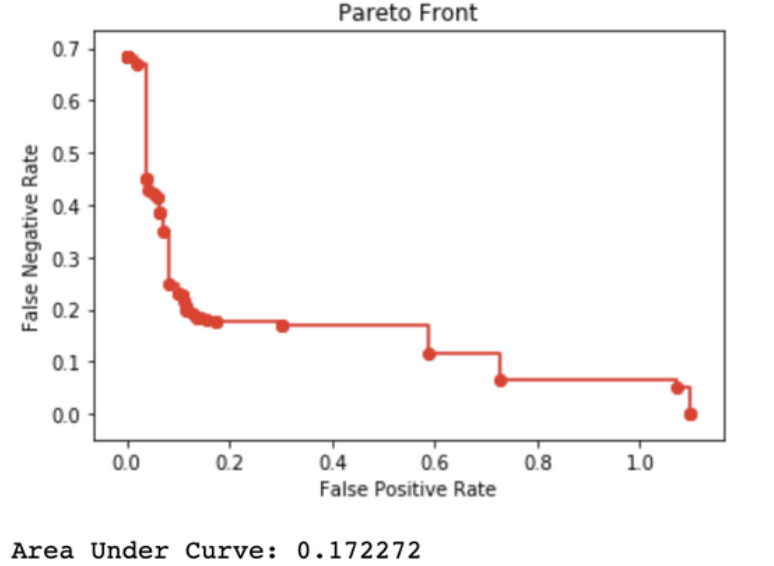 Pareto Front
False Negative Rate
0.7
0.6
0.5
0.4
0.3
0.2
0.1
0.0
0.0 0.2 0.4 0.6 0.8 1.0
False Positive Rate
Area Under Curve: 0.172272